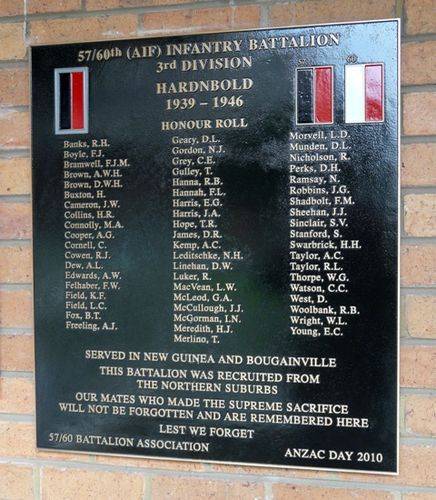 57/60th (AIF) INFANTRY BATTALION
3rd DIVISION
HARDNBOLD
1939 – 1946
57
60
HONOUR ROLL
Banks, R.H.
Boyle, F.J.
Bramwell, F.J.M.
Brown, A.W.H.
Brown, D.W.H.
Buxton, H.
Cameron, J.W.
Collins, H.R.
Connolly, M.A.
Cooper, A.G.
Cornell, C.
Cowen, R.J.
Dew, A.L.
Edwards, A.W.
Felhaber, F.W.
Field, K.F.
Field, L.C.
Fox, B.T.
Freeling, A.J.
Geary, D.L.
Gordon, N.J.
Grey, C.E.
Gulley, T.
Hanna, R.B.
Hannah, F.L.
Harris, E.G.
Harris, J.A.
Hope, T.R.
James, D.R.
Kemp, A.C.
Leditschke, N.H.
Linehan, D.W.
Luker, R.
MacVean, L.W.
McLeod, G.A.
McCullough, J.J.
McGorman, I.N.
Meredith, H.J.
Merlino, T.
Morvell, L.D.
Munden, D.L.
Nicholson, R.
Perks, D.H.
Ramsay, N.
Robbins, J.G.
Shadbolt, F.M.
Sheehan, J.J.
Sinclair, S.V.
Stanford, S.
Swarbrick, H.H.
Taylor, A.C.
Taylor, R.L.
Thorpe, W.G.
Watson, C.C.
West, D.
Woolbank, R.B.
Wright, W.L.
Young, E.C.
SERVED IN NEW GUINEA AND BOUGAINVILLE
THIS BATTALION WAS RECRUITED FROM
THE NORTHERN SUBURBS
OUR MATES WHO MADE THE SUPREME SACRIFICE
WILL NOT BE FORGOTTEN AND ARE REMEMBERED HERE
LEST WE FORGET
57/60 BATTALION ASSOCIATION
ANZAC DAY 2010